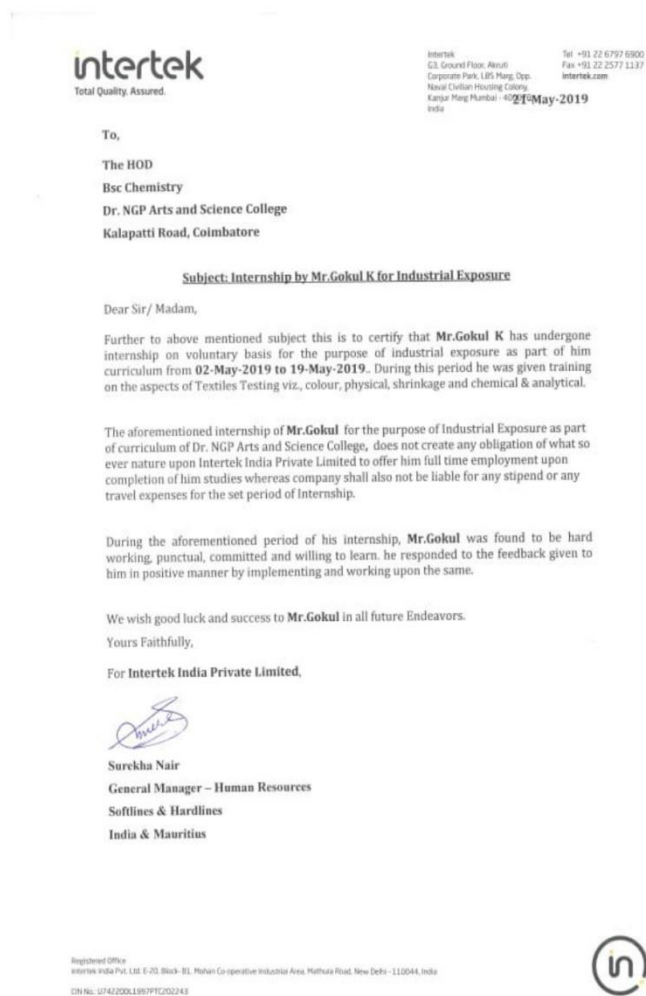 intertek
Total Quality. Assured.
Intertek
G3, Ground Floor, Akruti
Corporate Park, LBS Marg, Opp.
Naval Civilian Housing Colony,
Kanjur Marg Mumbai -
India
Tel +91 22 6797 6900
Fax +91 22 2577 1137
intertek.com
21-May-2019
To,
The HOD
Bsc Chemistry
Dr. NGP Arts and Science College
Kalapatti Road, Coimbatore
Subject: Internship by Mr.Gokul K for Industrial Exposure
Dear Sir/ Madam,
Further to above mentioned subject this is to certify that Mr.Gokul K has undergone
internship on voluntary basis for the purpose of industrial exposure as part of him
curriculum from 02-May-2019 to 19-May-2019.. During this period he was given training
on the aspects of Textiles Testing viz., colour, physical, shrinkage and chemical & analytical.
The aforementioned internship of Mr.Gokul for the purpose of Industrial Exposure as part
of curriculum of Dr. NGP Arts and Science College, does not create any obligation of what so
ever nature upon Intertek India Private Limited to offer him full time employment upon
completion of him studies whereas company shall also not be liable for any stipend or any
travel expenses for the set period of Internship.
During the aforementioned period of his internship, Mr.Gokul was found to be hard
working, punctual, committed and willing to learn. he responded to the feedback given to
him in positive manner by implementing and working upon the same.
We wish good luck and success to Mr.Gokul in all future Endeavors.
Yours Faithfully,
For Intertek India Private Limited,
Surekha Nair
General Manager – Human Resources
Softlines & Hardlines
India & Mauritius
Registered Office
Intertek India Pvt. Ltd. E-20, Block- B1, Mohan Co-operative Industrial Area, Mathura Road, New Delhi - 110044, India
CIN No.: U74220DL1997PTC202243
in